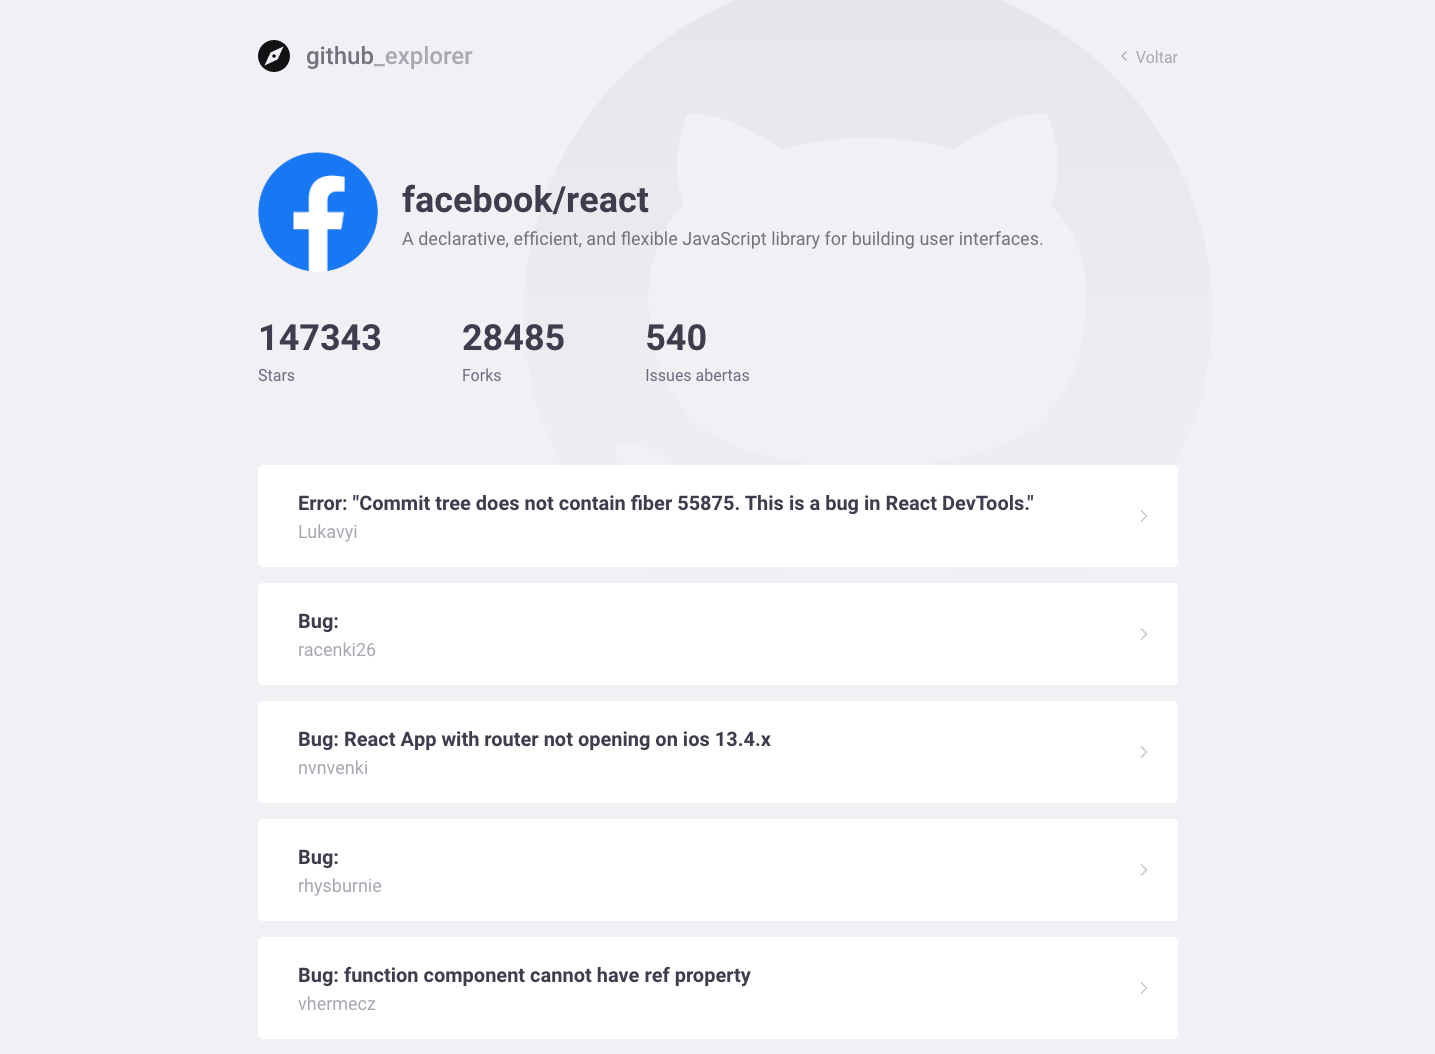 github_explorer
Voltar
facebook/react
A declarative, efficient, and flexible JavaScript library for building user interfaces.
147343 28485 540
Stars Forks Issues abertas
Error: "Commit tree does not contain fiber 55875. This is a bug in React DevTools."
Lukavyi
Bug:
racenki26
Bug: React App with router not opening on ios 13.4.x
nvnvenki
Bug:
rhysburnie
Bug: function component cannot have ref property
vhermecz